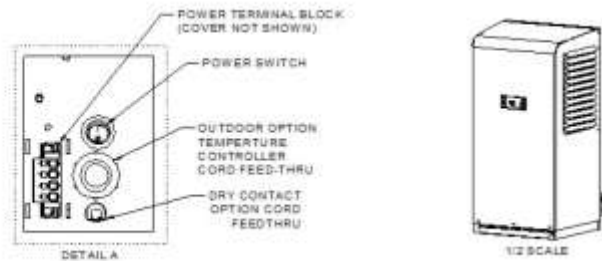 POWER TERMINAL BLOCK
(COVER NOT SHOWN)
POWER SWITCH
OUTDOOR OPTION
TEMPERTURE
CONTROLLER
CORD FEED-THRU
DRY CONTACT
OPTION CORD
FEEDTHRU
DETAIL A
1/2 SCALE